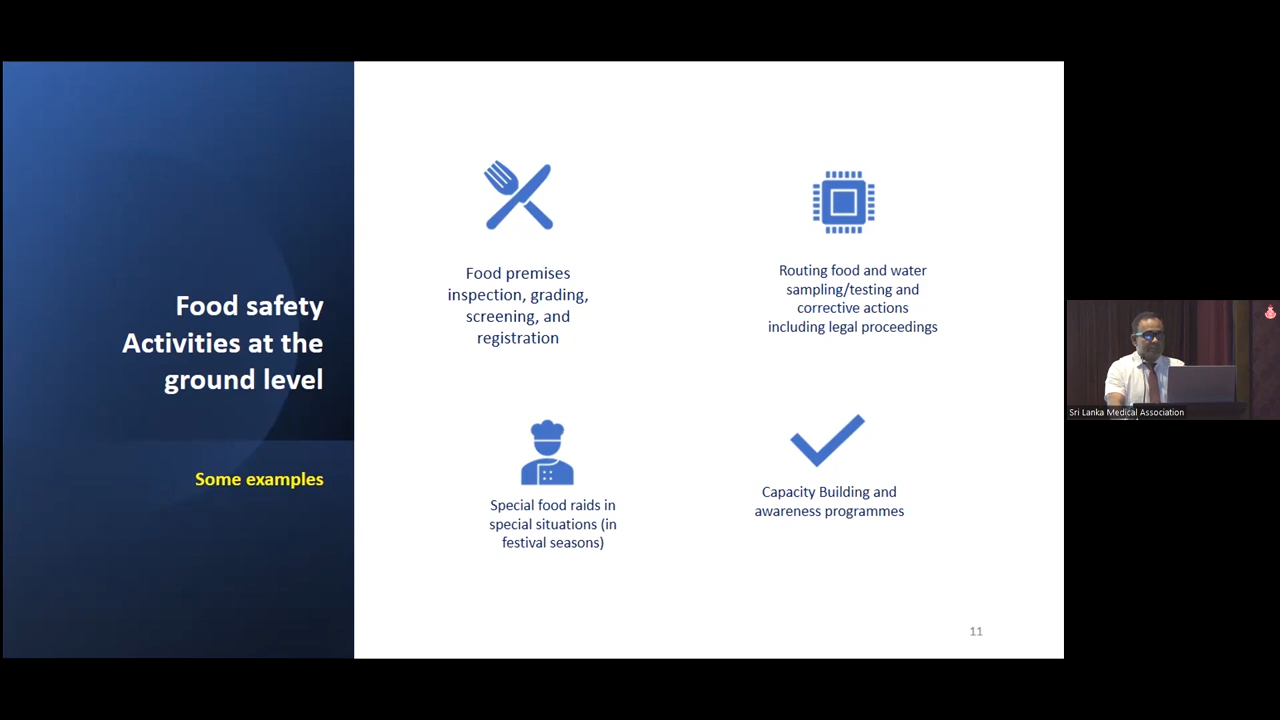 Food safety
Activities at the
ground level
Some examples
Food premises
inspection, grading,
screening, and
registration
Routing food and water
sampling/testing and
corrective actions
including legal proceedings
Special food raids in
special situations (in
festival seasons)
Capacity Building and
awareness programmes
11
Sri Lanka Medical Association